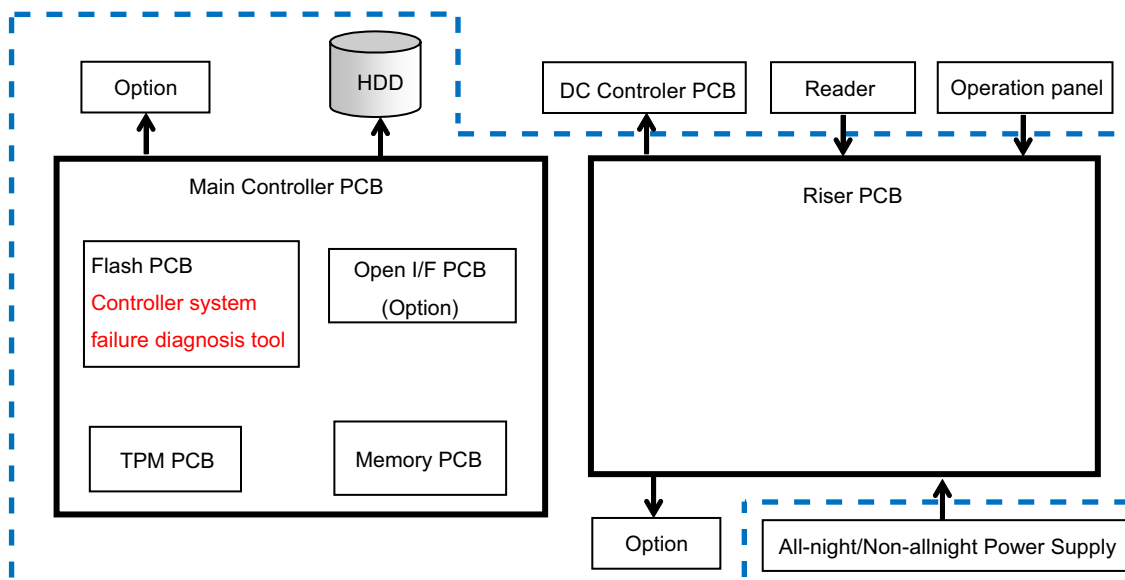 Option
HDD
DC Controler PCB
Reader
Operation panel
Main Controller PCB
Riser PCB
Flash PCB
Controller system
failure diagnosis tool
Open I/F PCB
(Option)
TPM PCB
Memory PCB
Option
All-night/Non-allnight Power Supply